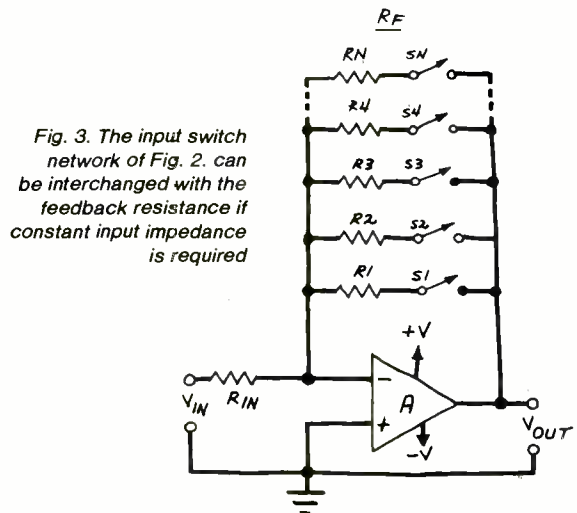 RF
RN SN
R4 S4
R3 S3
R2 S2
R1 S1
Fig. 3. The input switch
network of Fig. 2. can
be interchanged with the
feedback resistance if
constant input impedance
is required
+V
VIN
RIN
−
A
+
−V
VOUT